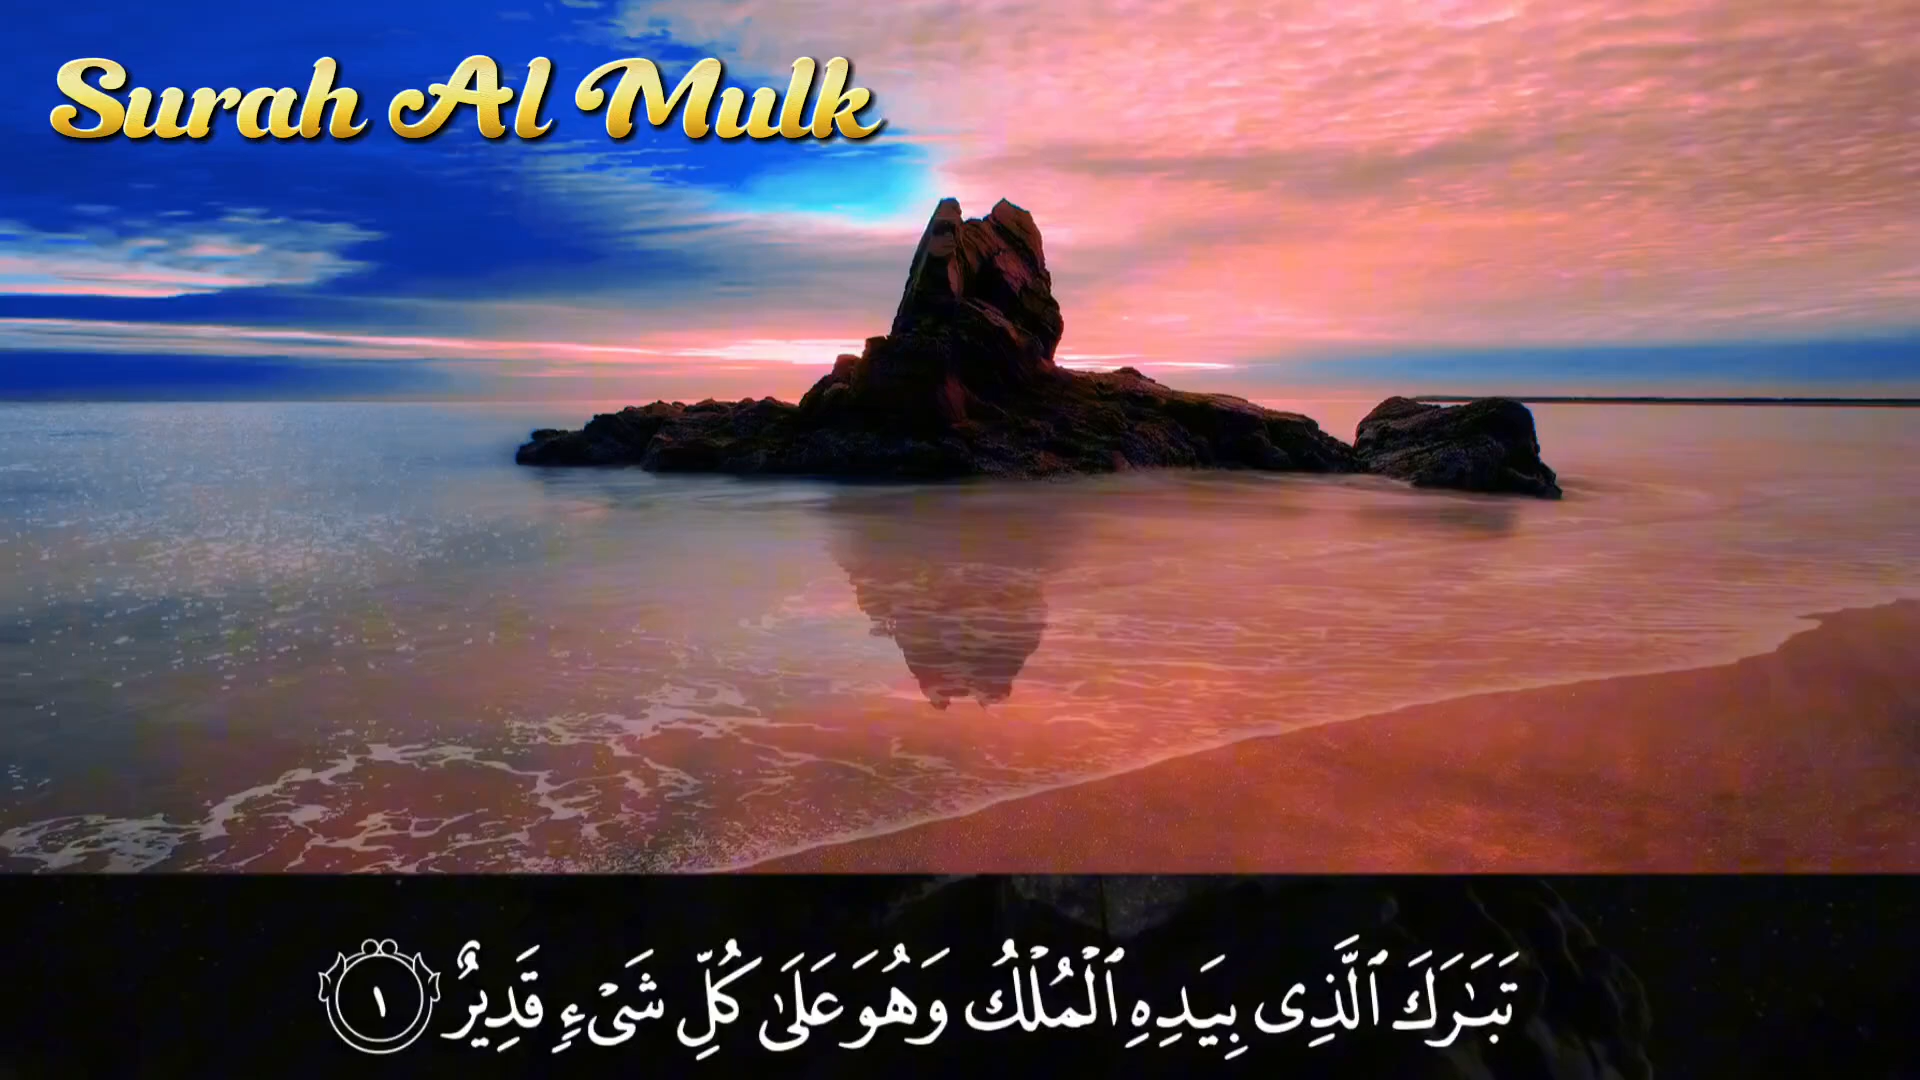 Surah Al Mulk
تَبَٰرَكَ ٱلَّذِى بِيَدِهِ ٱلْمُلْكُ وَهُوَ عَلَىٰ كُلِّ شَىْءٍ قَدِيرٌ ١